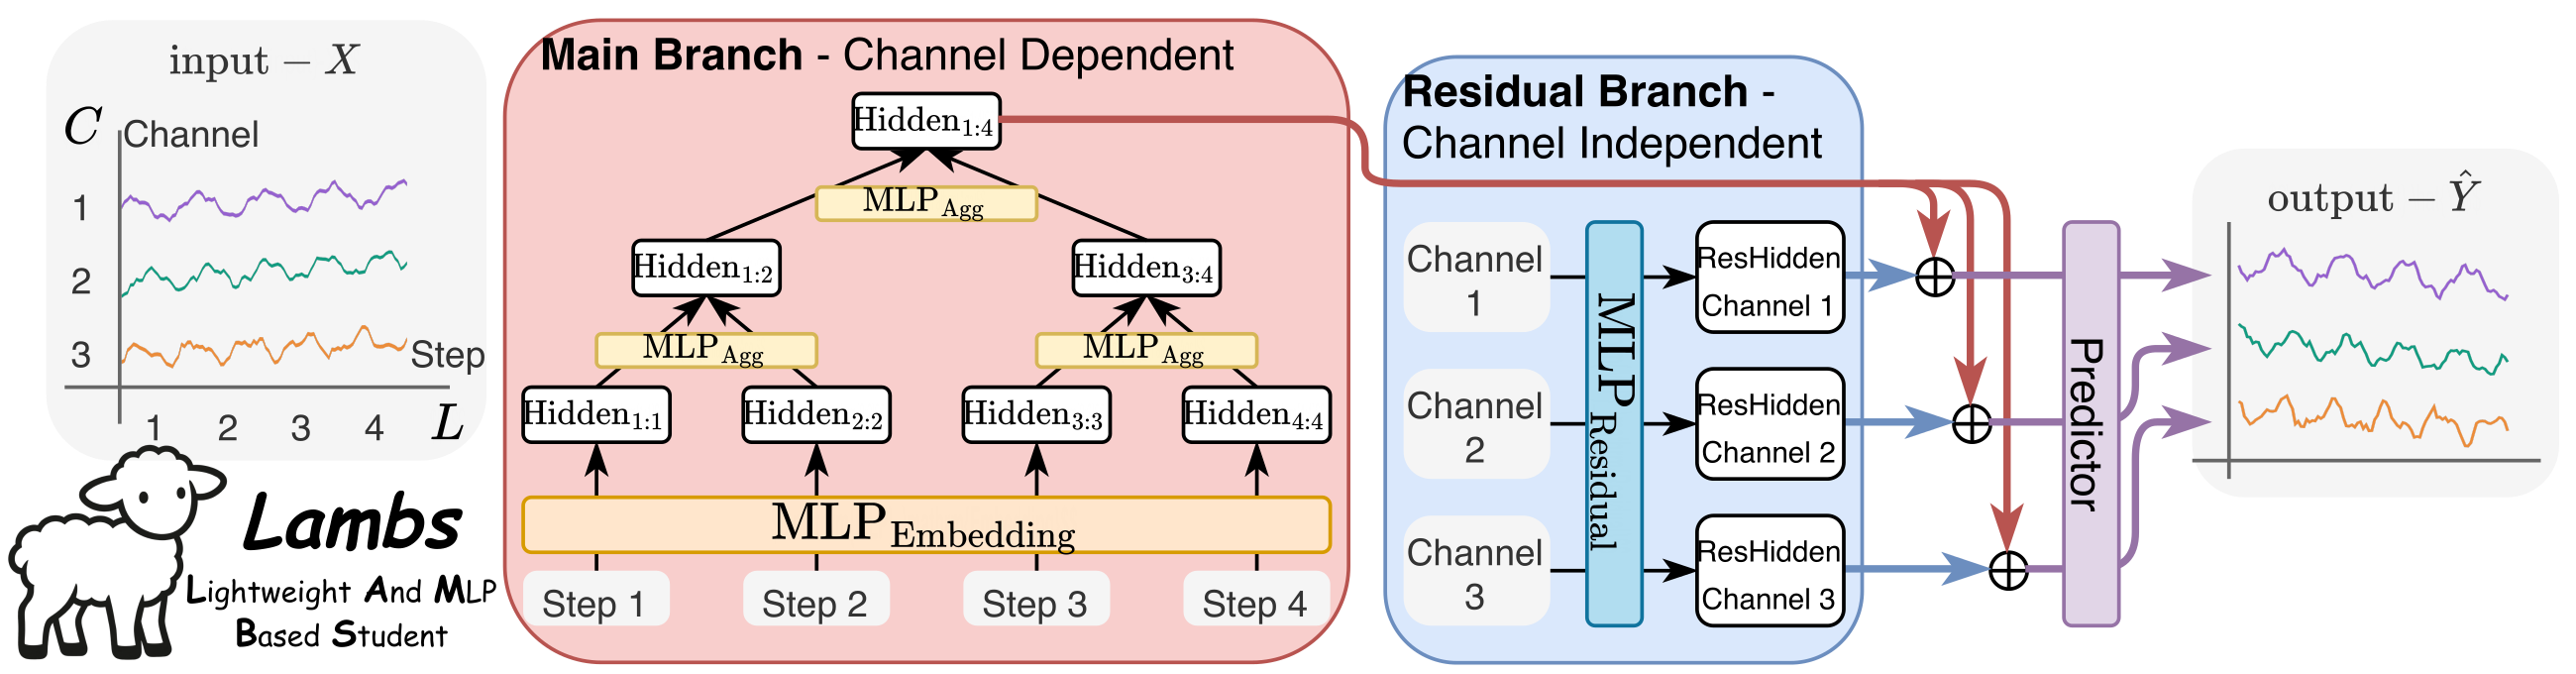 input − X
C Channel
1
2
3 Step
1 2 3 4 L
Lambs
Lightweight And MLP
Based Student
Main Branch - Channel Dependent
Hidden1:4
MLPAgg
Hidden1:2 Hidden3:4
MLPAgg MLPAgg
Hidden1:1 Hidden2:2 Hidden3:3 Hidden4:4
MLPEmbedding
Step 1 Step 2 Step 3 Step 4
Residual Branch -
Channel Independent
Channel
1
Channel
2
Channel
3
MLPResidual
ResHidden
Channel 1
ResHidden
Channel 2
ResHidden
Channel 3
Predictor
output − Ŷ